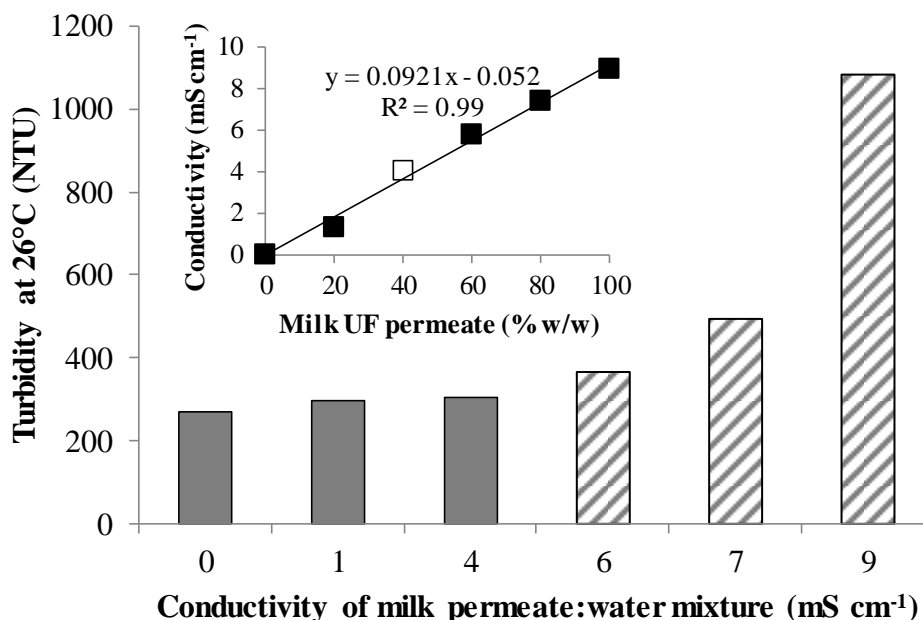 Turbidity at 26°C (NTU)
1200
1000
800
600
400
200
0
Conductivity (mS cm-1)
10
8
6
4
2
0
y = 0.0921x - 0.052
R² = 0.99
0 20 40 60 80 100
Milk UF permeate (% w/w)
0 1 4 6 7 9
Conductivity of milk permeate:water mixture (mS cm-1)